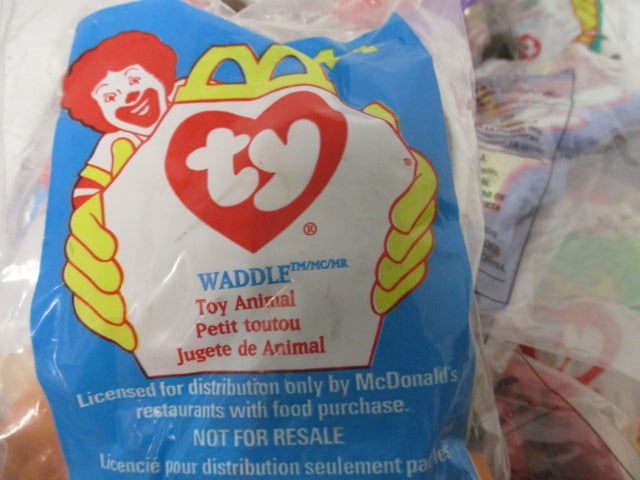 ty
®
®
WADDLE™/MC/MR
Toy Animal
Petit toutou
Jugete de Animal
Licensed for distribution only by McDonald's
restaurants with food purchase.
NOT FOR RESALE
Licencié pour distribution seulement par les